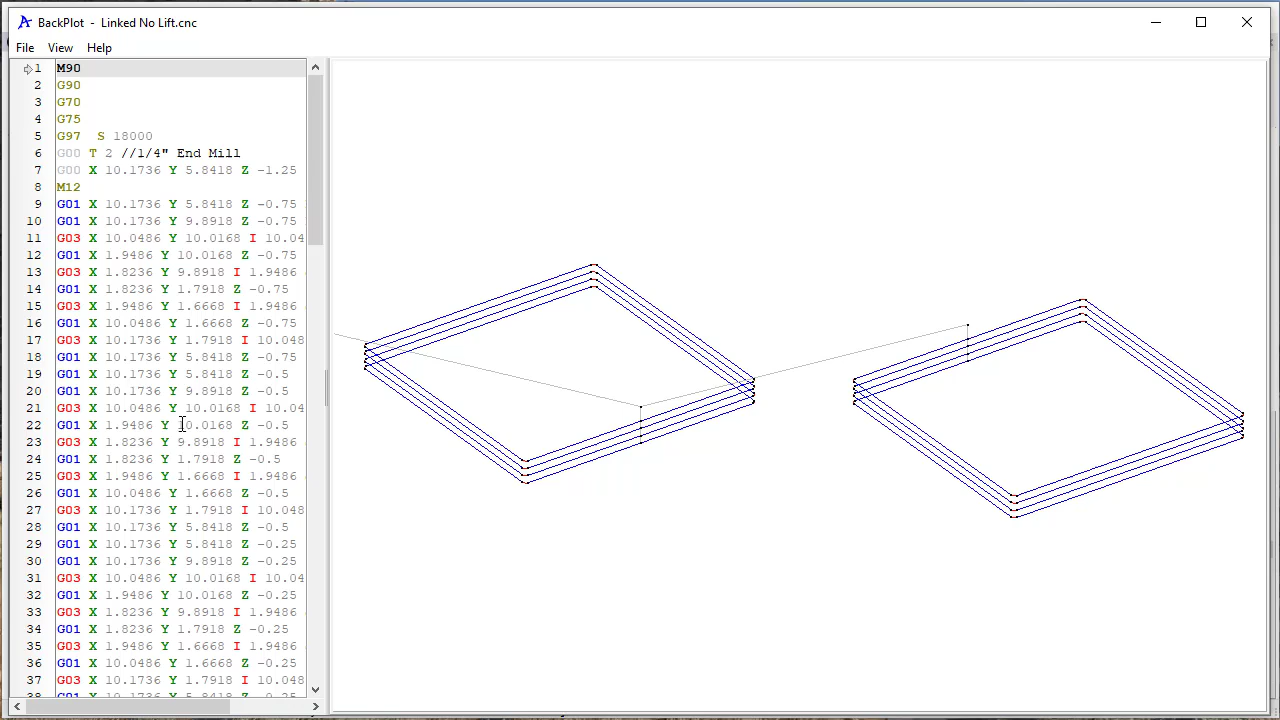 BackPlot - Linked No Lift.cnc
File View Help
1 M90
2 G90
3 G70
4 G75
5 G97 S 18000
6 G00 T 2 //1/4" End Mill
7 G00 X 10.1736 Y 5.8418 Z -1.25
8 M12
9 G01 X 10.1736 Y 5.8418 Z -0.75
10 G01 X 10.1736 Y 9.8918 Z -0.75
11 G03 X 10.0486 Y 10.0168 I 10.04
12 G01 X 1.9486 Y 10.0168 Z -0.75
13 G03 X 1.8236 Y 9.8918 I 1.9486
14 G01 X 1.8236 Y 1.7918 Z -0.75
15 G03 X 1.9486 Y 1.6668 I 1.9486
16 G01 X 10.0486 Y 1.6668 Z -0.75
17 G03 X 10.1736 Y 1.7918 I 10.048
18 G01 X 10.1736 Y 5.8418 Z -0.75
19 G01 X 10.1736 Y 5.8418 Z -0.5
20 G01 X 10.1736 Y 9.8918 Z -0.5
21 G03 X 10.0486 Y 10.0168 I 10.04
22 G01 X 1.9486 Y 10.0168 Z -0.5
23 G03 X 1.8236 Y 9.8918 I 1.9486
24 G01 X 1.8236 Y 1.7918 Z -0.5
25 G03 X 1.9486 Y 1.6668 I 1.9486
26 G01 X 10.0486 Y 1.6668 Z -0.5
27 G03 X 10.1736 Y 1.7918 I 10.048
28 G01 X 10.1736 Y 5.8418 Z -0.5
29 G01 X 10.1736 Y 5.8418 Z -0.25
30 G01 X 10.1736 Y 9.8918 Z -0.25
31 G03 X 10.0486 Y 10.0168 I 10.04
32 G01 X 1.9486 Y 10.0168 Z -0.25
33 G03 X 1.8236 Y 9.8918 I 1.9486
34 G01 X 1.8236 Y 1.7918 Z -0.25
35 G03 X 1.9486 Y 1.6668 I 1.9486
36 G01 X 10.0486 Y 1.6668 Z -0.25
37 G03 X 10.1736 Y 1.7918 I 10.048
38 G01 X 10.1736 Y 5.8418 Z -0.25